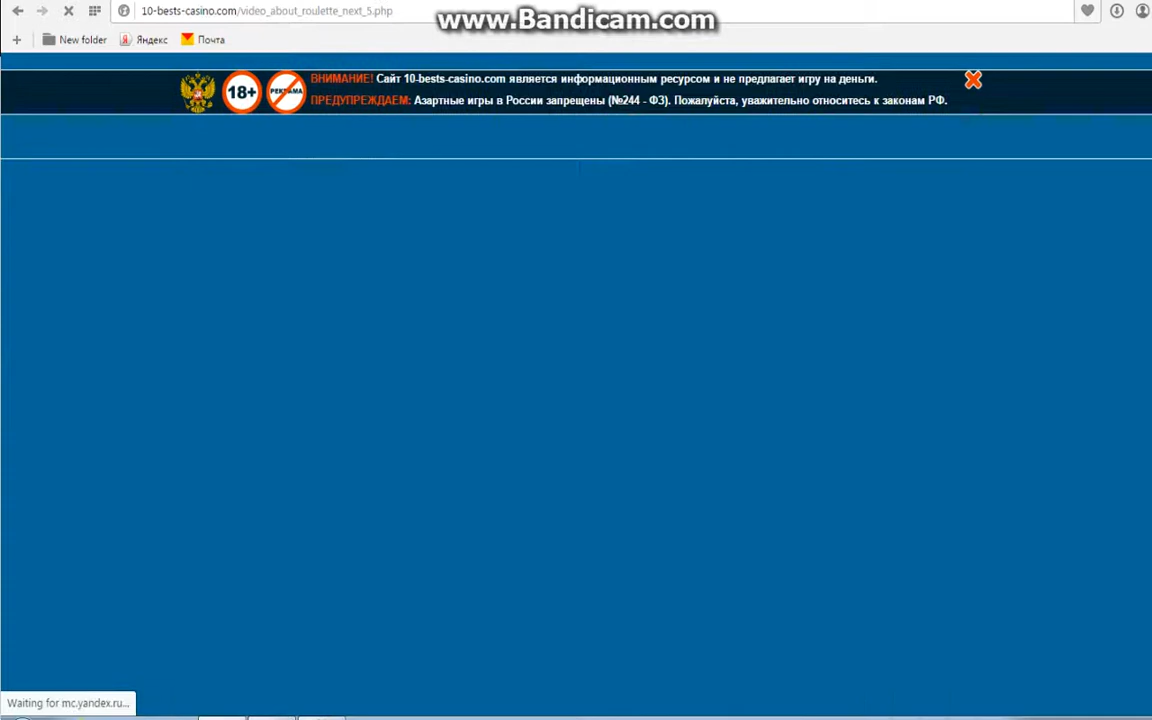 www.Bandicam.com
10-bests-casino.com/video_about_roulette_next_5.php
New folder
Яндекс
Почта
18+
РЕКЛАМА
ВНИМАНИЕ! Сайт 10-bests-casino.com является информационным ресурсом и не предлагает игру на деньги.
ПРЕДУПРЕЖДАЕМ: Азартные игры в России запрещены (№244 - ФЗ). Пожалуйста, уважительно относитесь к законам РФ.
Waiting for mc.yandex.ru...